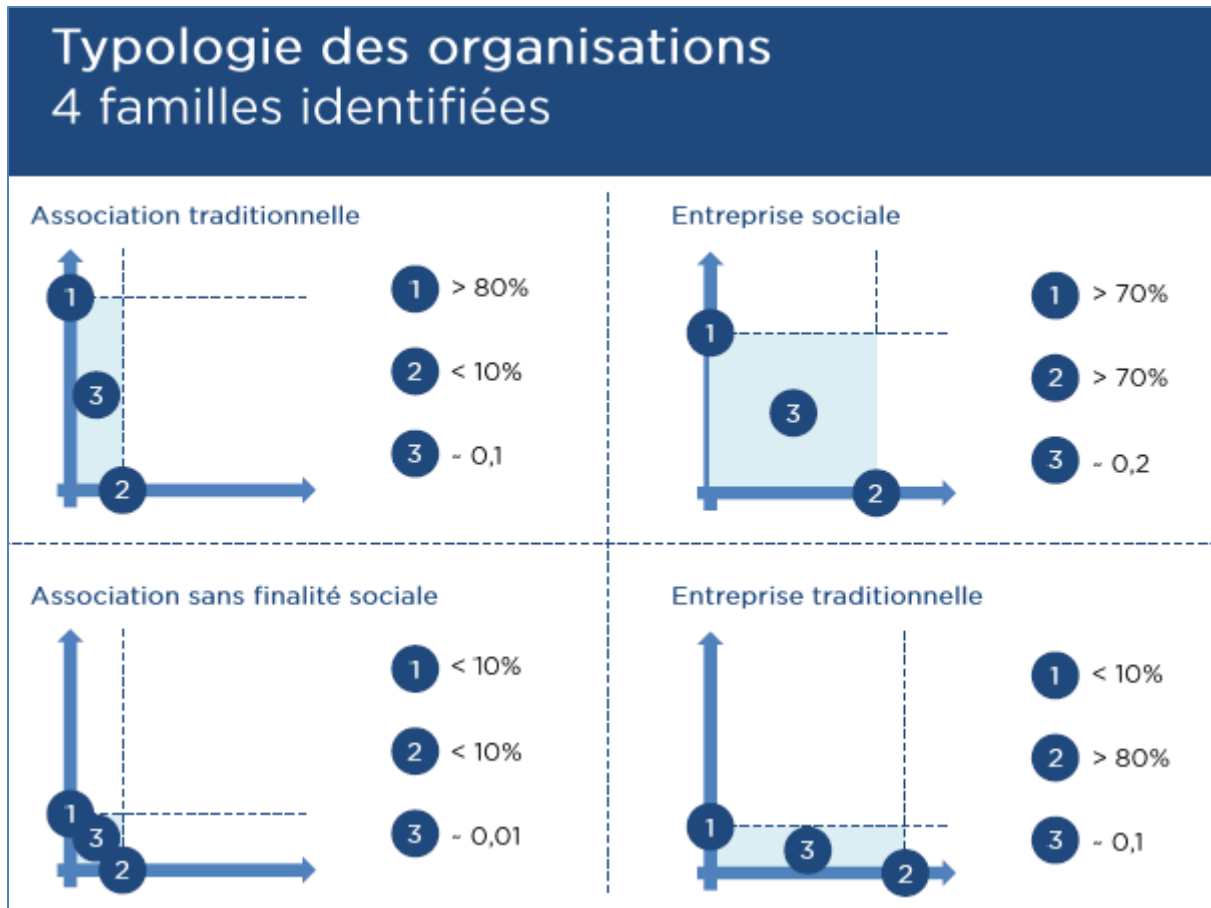 Typologie des organisations
4 familles identifiées
Association traditionnelle
1
3
2
1 > 80%
2 < 10%
3 ~ 0,1
Entreprise sociale
1
3
2
1 > 70%
2 > 70%
3 ~ 0,2
Association sans finalité sociale
1
3
2
1 < 10%
2 < 10%
3 ~ 0,01
Entreprise traditionnelle
1
3
2
1 < 10%
2 > 80%
3 ~ 0,1